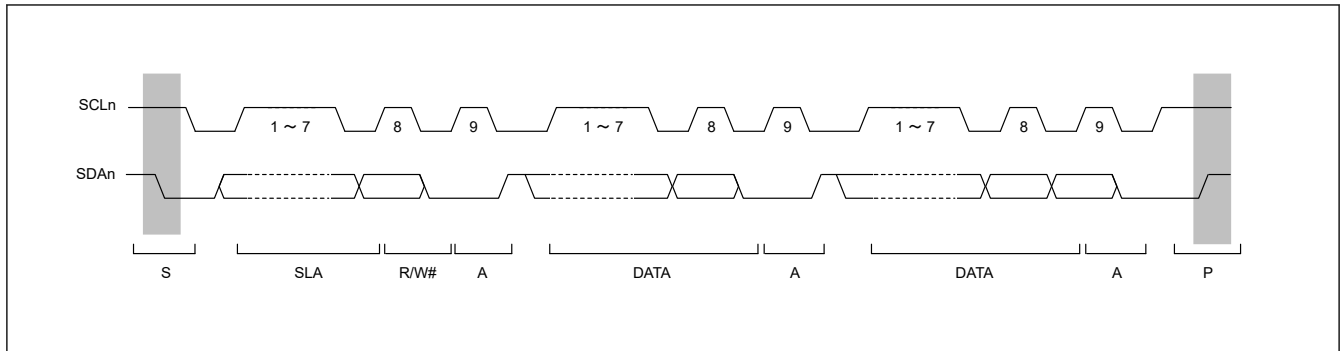 SCLn
1 ~ 7 8 9 1 ~ 7 8 9 1 ~ 7 8 9
SDAn
S SLA R/W# A DATA A DATA A P